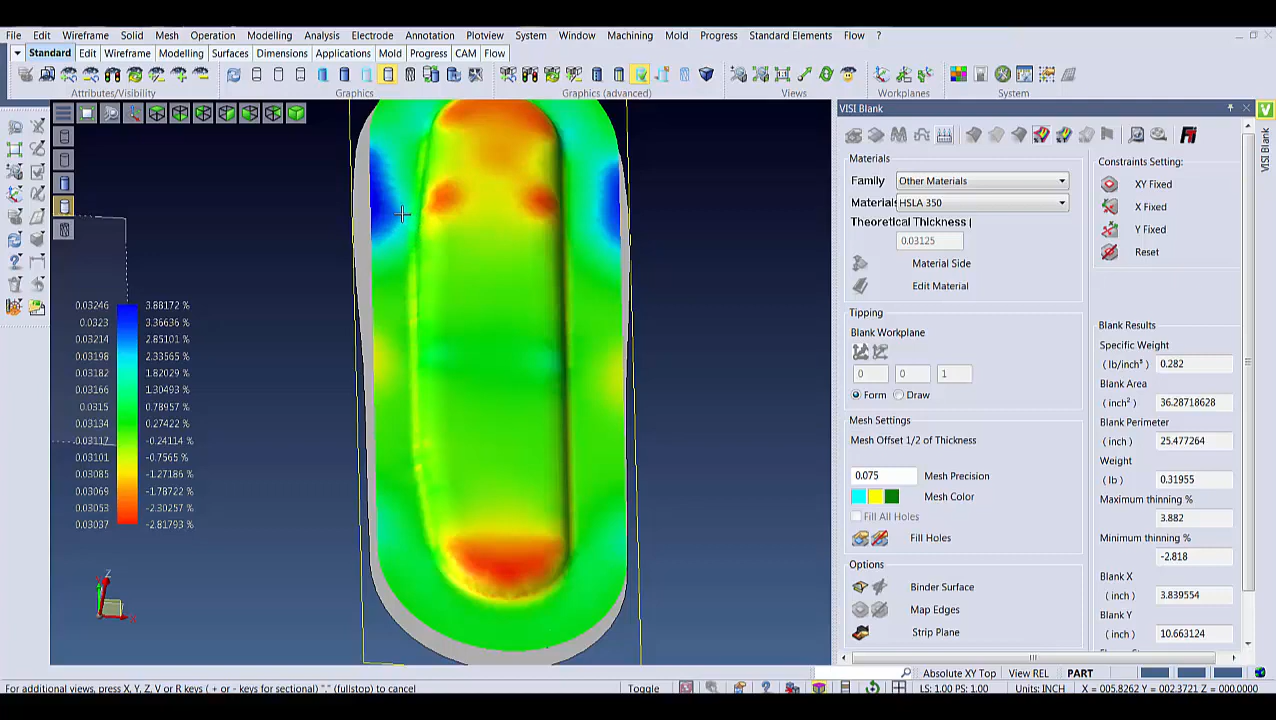 File Edit Wireframe Solid Mesh Operation Modelling Analysis Electrode Annotation Plotview System Window Machining Mold Progress Standard Elements Flow ?
Standard Edit Wireframe Modelling Surfaces Dimensions Applications Mold Progress CAM Flow
Attributes/Visibility Graphics Graphics (advanced) Views Workplanes System
VISI Blank
VISI Blank
Materials
Family Other Materials
Material: HSLA 350
Theoretical Thickness (
0.03125
Material Side
Edit Material
Tipping
Blank Workplane
0 0 1
Form Draw
Mesh Settings
Mesh Offset 1/2 of Thickness
0.075 Mesh Precision
Mesh Color
Fill All Holes
Fill Holes
Options
Binder Surface
Map Edges
Strip Plane
Constraints Setting:
XY Fixed
X Fixed
Y Fixed
Reset
Blank Results
Specific Weight
( lb/inch³ ) 0.282
Blank Area
( inch² ) 36.28718628
Blank Perimeter
( inch ) 25.477264
Weight
( lb ) 0.31955
Maximum thinning %
3.882
Minimum thinning %
-2.818
Blank X
( inch ) 3.839554
Blank Y
( inch ) 10.663124
0.03246 3.88172 %
0.0323 3.36636 %
0.03214 2.85101 %
0.03198 2.33565 %
0.03182 1.82029 %
0.03166 1.30493 %
0.0315 0.78957 %
0.03134 0.27422 %
0.03117 -0.24114 %
0.03101 -0.7565 %
0.03085 -1.27186 %
0.03069 -1.78722 %
0.03053 -2.30257 %
0.03037 -2.81793 %
Z
Absolute XY Top View REL PART
For additional views, press X, Y, Z, V or R keys ( + or - keys for sectional) "." (fullstop) to cancel Toggle LS: 1.00 PS: 1.00 Units: INCH X = 005.8262 Y = 002.3721 Z = 000.0000